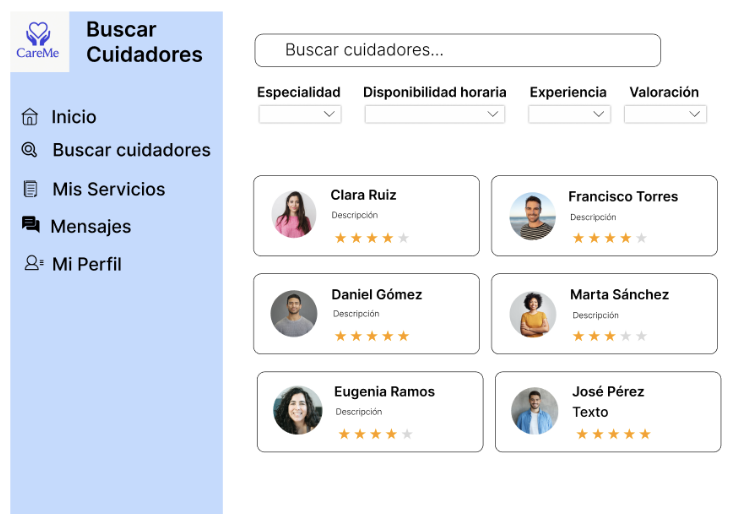 CareMe
Buscar
Cuidadores
Inicio
Buscar cuidadores
Mis Servicios
Mensajes
Mi Perfil
Buscar cuidadores...
Especialidad Disponibilidad horaria Experiencia Valoración
Clara Ruiz
Descripción
Francisco Torres
Descripción
Daniel Gómez
Descripción
Marta Sánchez
Descripción
Eugenia Ramos
Descripción
José Pérez
Texto